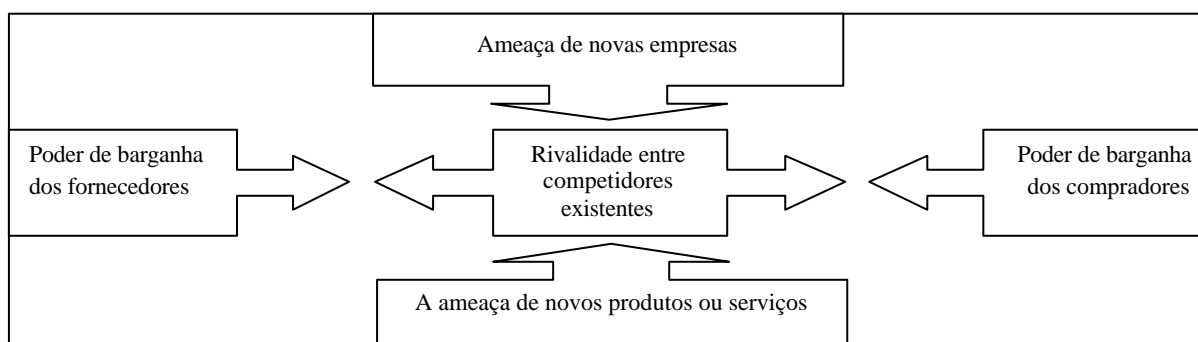 Ameaça de novas empresas
Poder de barganha
dos fornecedores
Rivalidade entre
competidores
existentes
Poder de barganha
dos compradores
A ameaça de novos produtos ou serviços